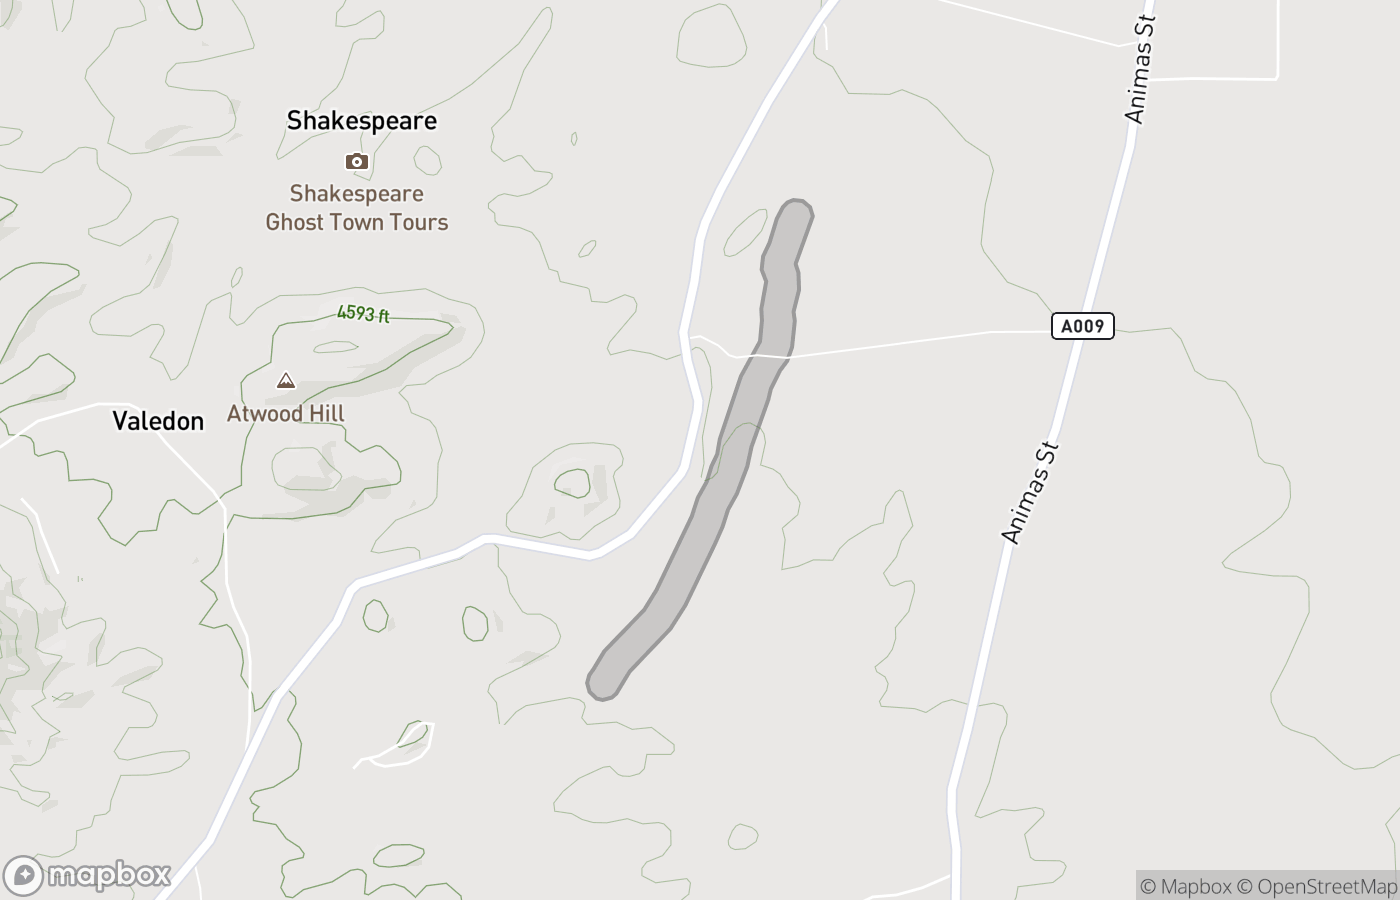 Animas St
Shakespeare
Shakespeare
Ghost Town Tours
4593 ft
A009
Atwood Hill
Valedon
Animas St
mapbox
© Mapbox © OpenStreetMap